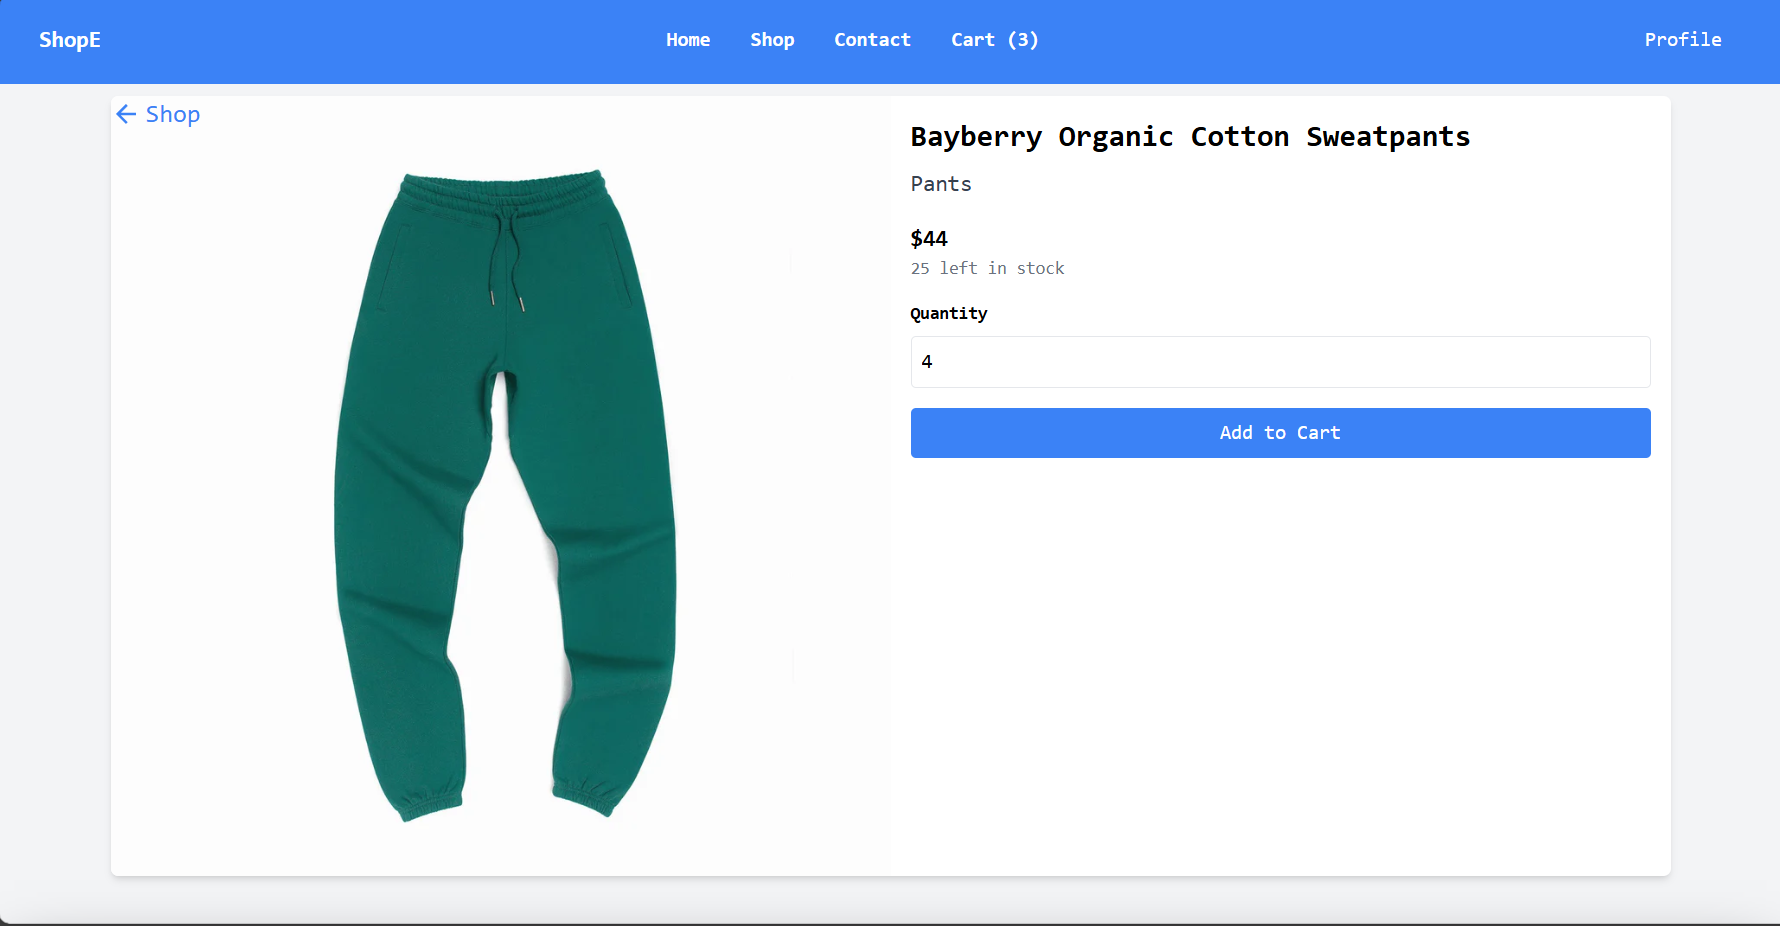 ShopE
Home Shop Contact Cart (3)
Profile
Shop
Bayberry Organic Cotton Sweatpants
Pants
$44
25 left in stock
Quantity
4
Add to Cart